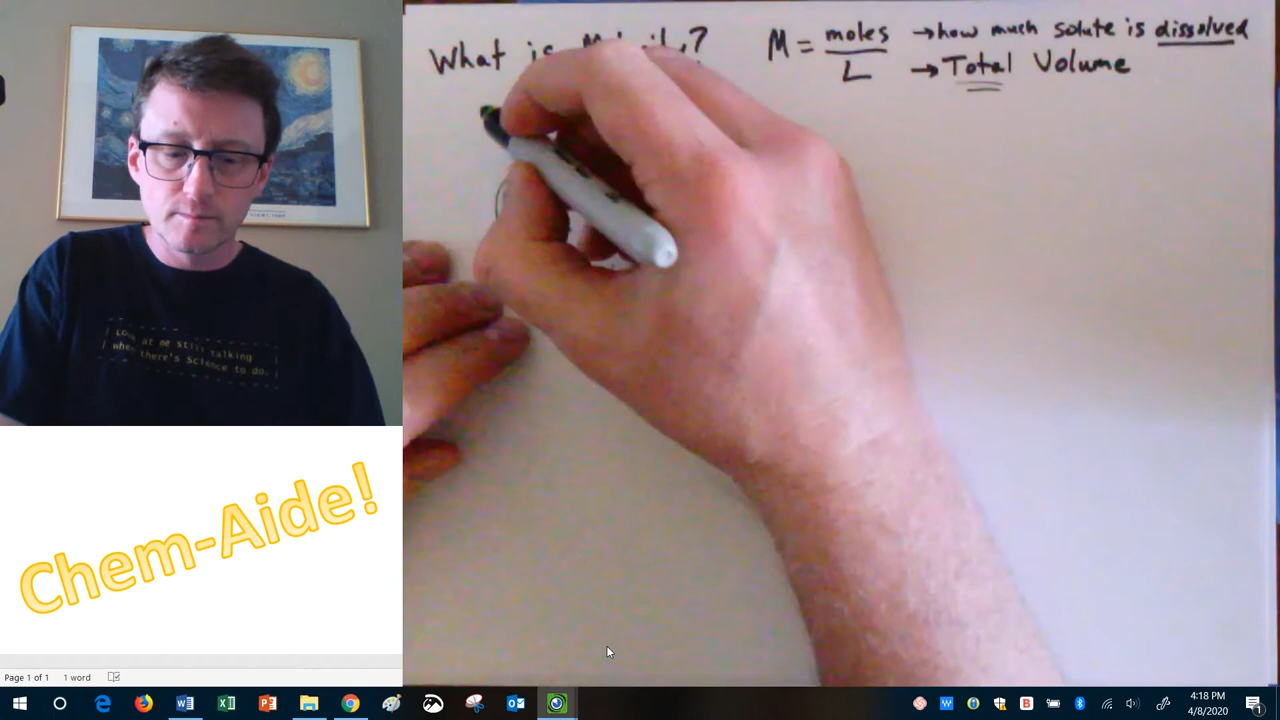 What is ?
M = moles → how much solute is dissolved
L → Total Volume
VINCENT
Look at me still talking
when there's Science to do.
Chem-Aide!
Page 1 of 1 1 word
4:18 PM
4/8/2020